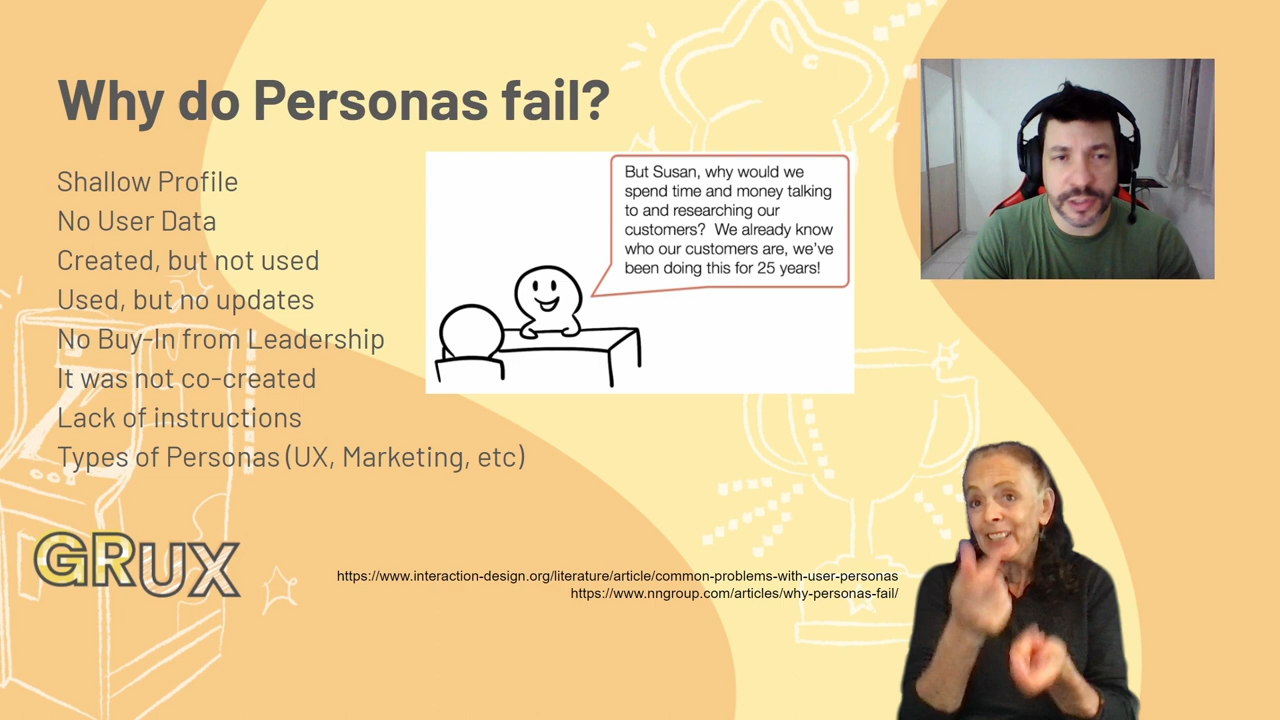 Why do Personas fail?
Shallow Profile
No User Data
Created, but not used
Used, but no updates
No Buy-In from Leadership
It was not co-created
Lack of instructions
Types of Personas (UX, Marketing, etc)
But Susan, why would we
spend time and money talking
to and researching our
customers?  We already know
who our customers are, we've
been doing this for 25 years!
GRUX
https://www.interaction-design.org/literature/article/common-problems-with-user-personas
https://www.nngroup.com/articles/why-personas-fail/